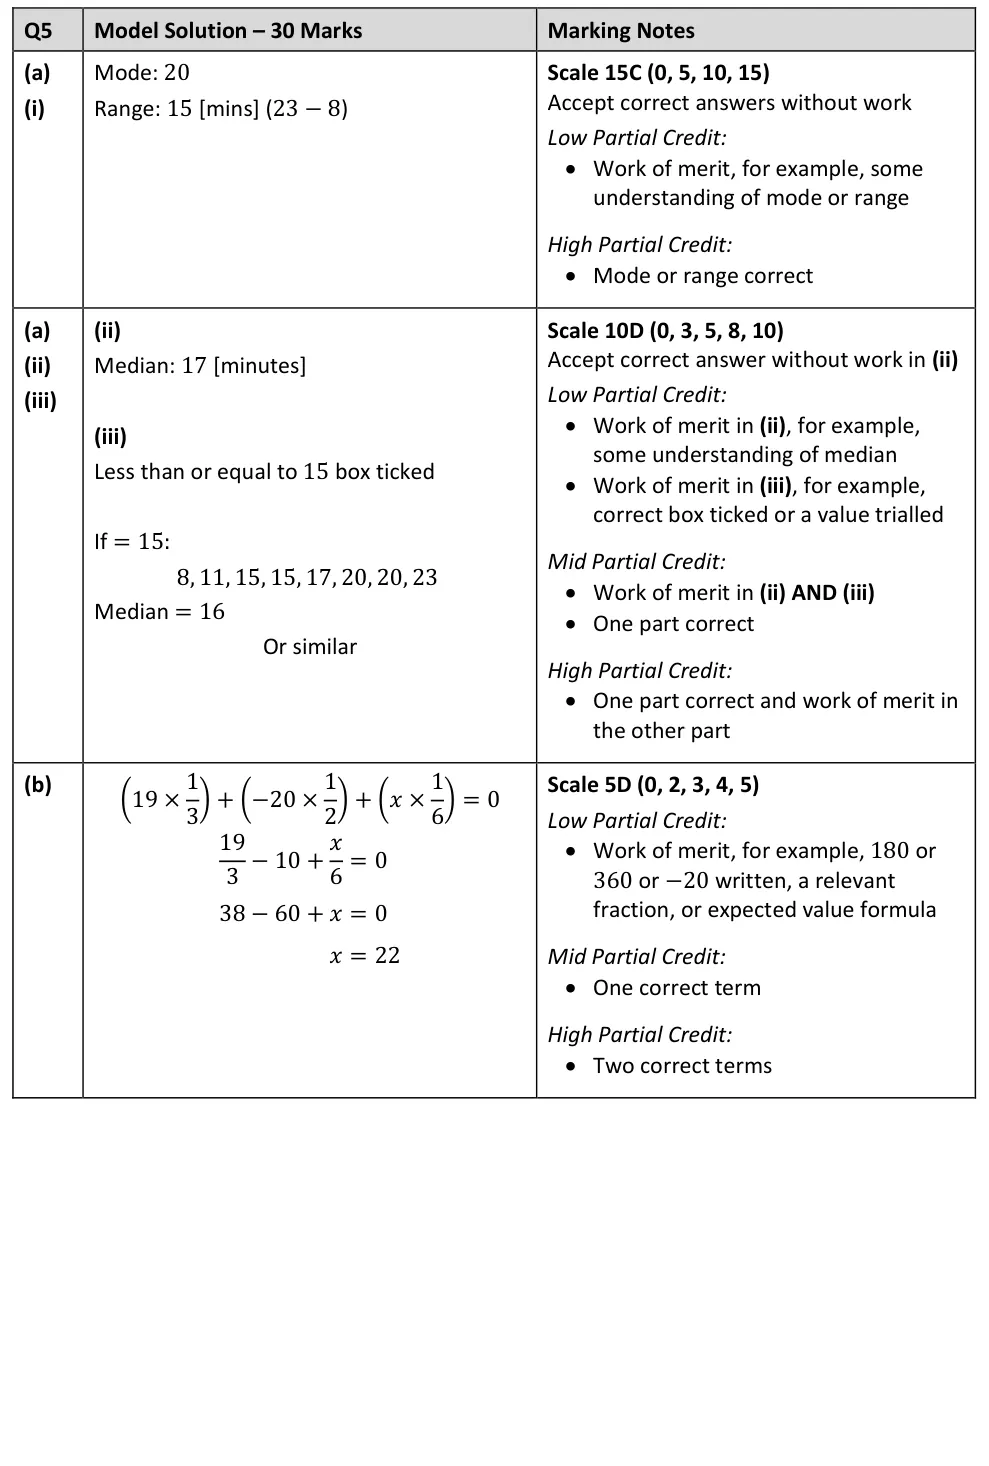 Q5 Model Solution – 30 Marks Marking Notes
(a)
(i)
Mode: 20
Range: 15 [mins] (23 − 8)
Scale 15C (0, 5, 10, 15)
Accept correct answers without work
Low Partial Credit:
• Work of merit, for example, some
understanding of mode or range
High Partial Credit:
• Mode or range correct
(a)
(ii)
(iii)
(ii)
Median: 17 [minutes]
(iii)
Less than or equal to 15 box ticked
If = 15:
8, 11, 15, 15, 17, 20, 20, 23
Median = 16
Or similar
Scale 10D (0, 3, 5, 8, 10)
Accept correct answer without work in (ii)
Low Partial Credit:
• Work of merit in (ii), for example,
some understanding of median
• Work of merit in (iii), for example,
correct box ticked or a value trialled
Mid Partial Credit:
• Work of merit in (ii) AND (iii)
• One part correct
High Partial Credit:
• One part correct and work of merit in
the other part
(b)
(19 × 1/3) + (−20 × 1/2) + (x × 1/6) = 0
19/3 − 10 + x/6 = 0
38 − 60 + x = 0
x = 22
Scale 5D (0, 2, 3, 4, 5)
Low Partial Credit:
• Work of merit, for example, 180 or
360 or −20 written, a relevant
fraction, or expected value formula
Mid Partial Credit:
• One correct term
High Partial Credit:
• Two correct terms